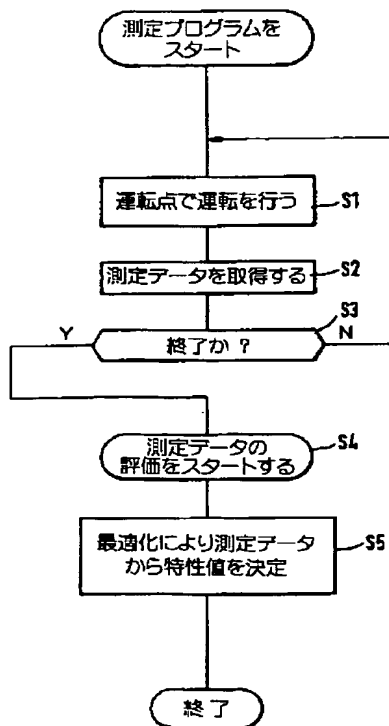 測定プログラムを
スタート
運転点で運転を行う
S1
測定データを取得する
S2
終了か?
S3
Y
N
測定データの
評価をスタートする
S4
最適化により測定データ
から特性値を決定
S5
終了